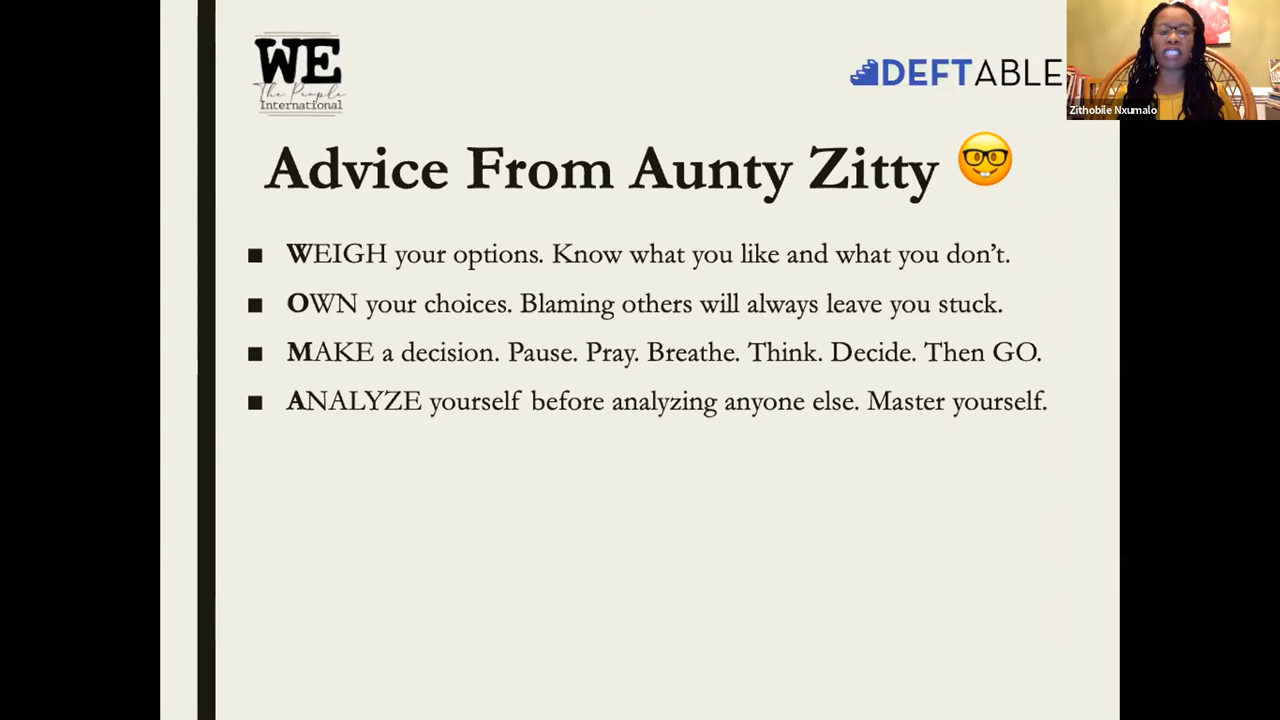 WE
The People
International
DEFTABLE
Zithobile Nxumalo
Advice From Aunty Zitty
■ WEIGH your options. Know what you like and what you don’t.
■ OWN your choices. Blaming others will always leave you stuck.
■ MAKE a decision. Pause. Pray. Breathe. Think. Decide. Then GO.
■ ANALYZE yourself before analyzing anyone else. Master yourself.